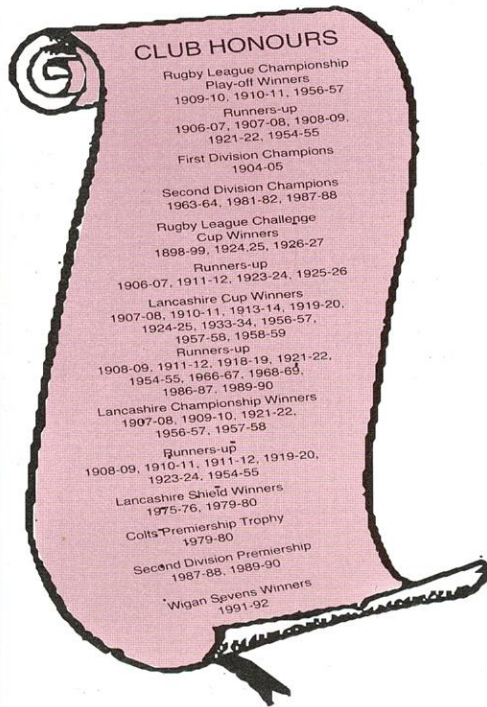 CLUB HONOURS
Rugby League Championship
Play-off Winners
1909-10, 1910-11, 1956-57
Runners-up
1906-07, 1907-08, 1908-09,
1921-22, 1954-55
First Division Champions
1904-05
Second Division Champions
1963-64, 1981-82, 1987-88
Rugby League Challenge
Cup Winners
1898-99, 1924,25, 1926-27
Runners-up
1906-07, 1911-12, 1923-24, 1925-26
Lancashire Cup Winners
1907-08, 1910-11, 1913-14, 1919-20,
1924-25, 1933-34, 1956-57,
1957-58, 1958-59
Runners-up
1908-09, 1911-12, 1918-19, 1921-22,
1954-55, 1966-67, 1968-69,
1986-87, 1989-90
Lancashire Championship Winners
1907-08, 1909-10, 1921-22,
1956-57, 1957-58
Runners-up
1908-09, 1910-11, 1911-12, 1919-20,
1923-24, 1954-55
Lancashire Shield Winners
1975-76, 1979-80
Colts Premiership Trophy
1979-80
Second Division Premiership
1987-88, 1989-90
Wigan Sevens Winners
1991-92